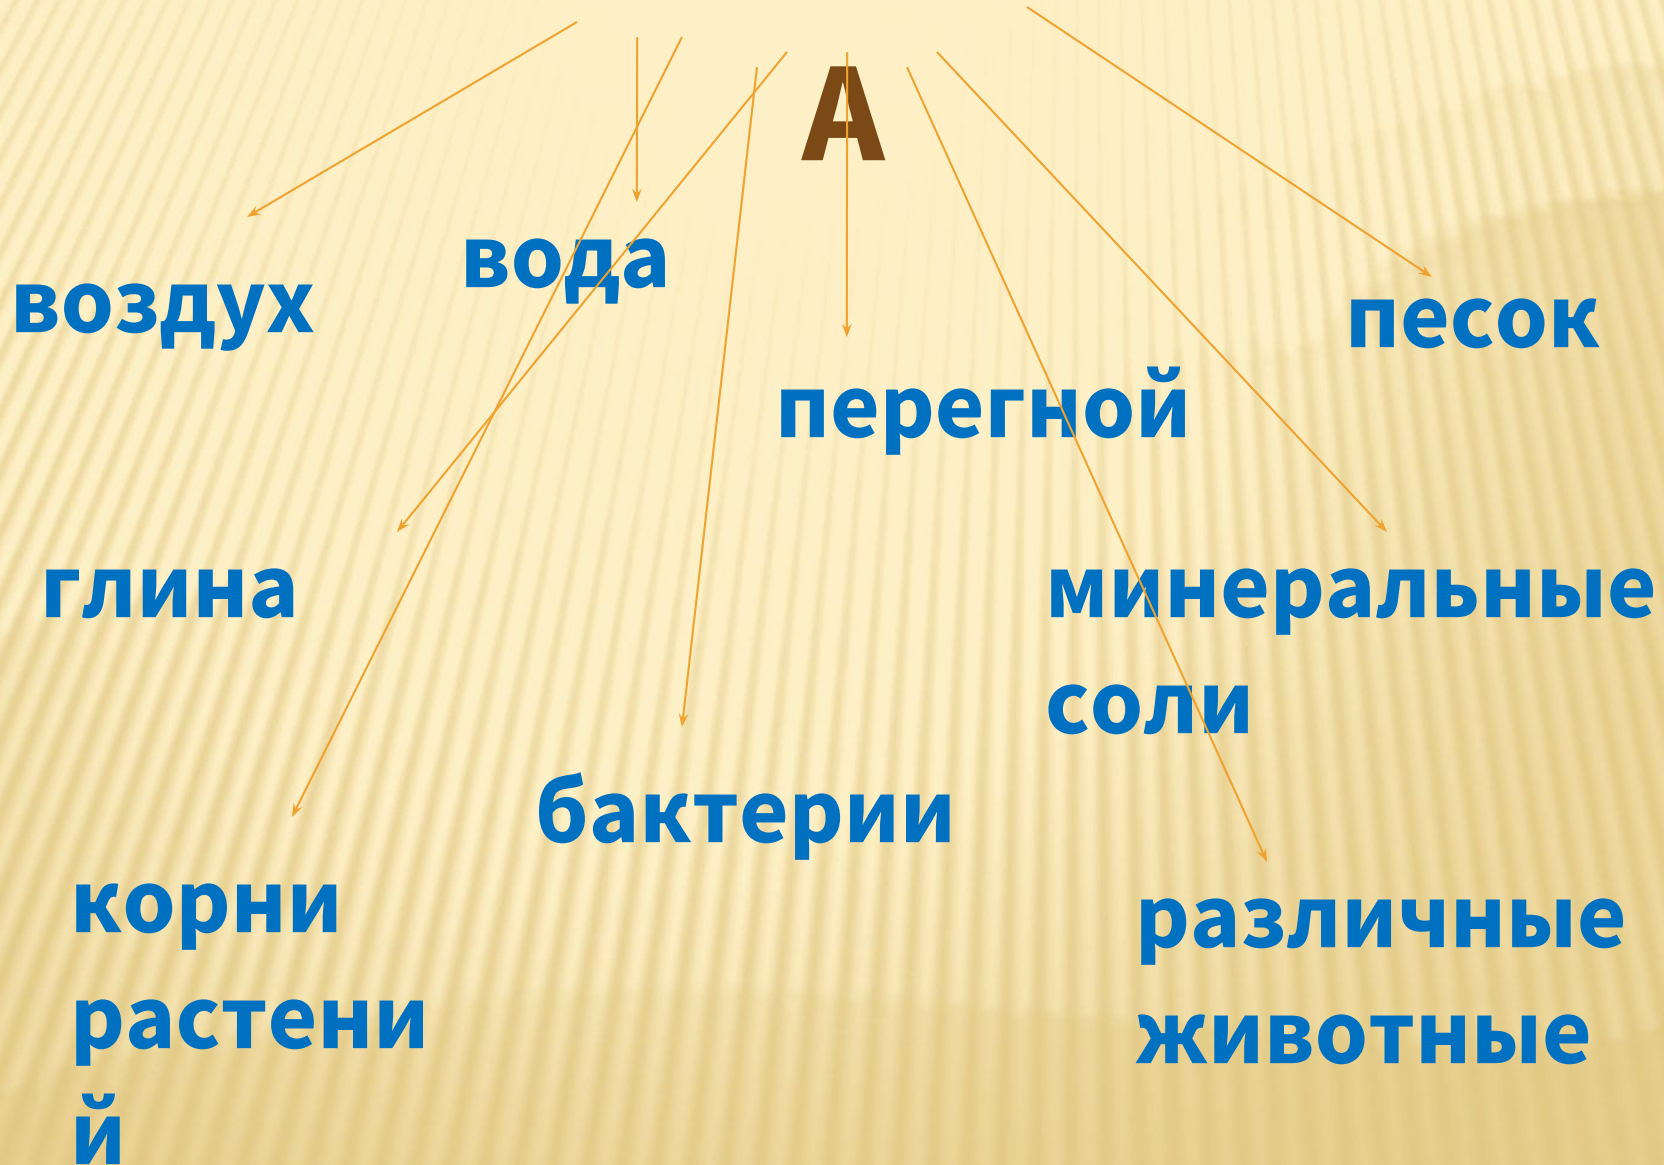 А
вода
воздух
песок
перегной
глина
минеральные
соли
бактерии
корни
растени
й
различные
животные